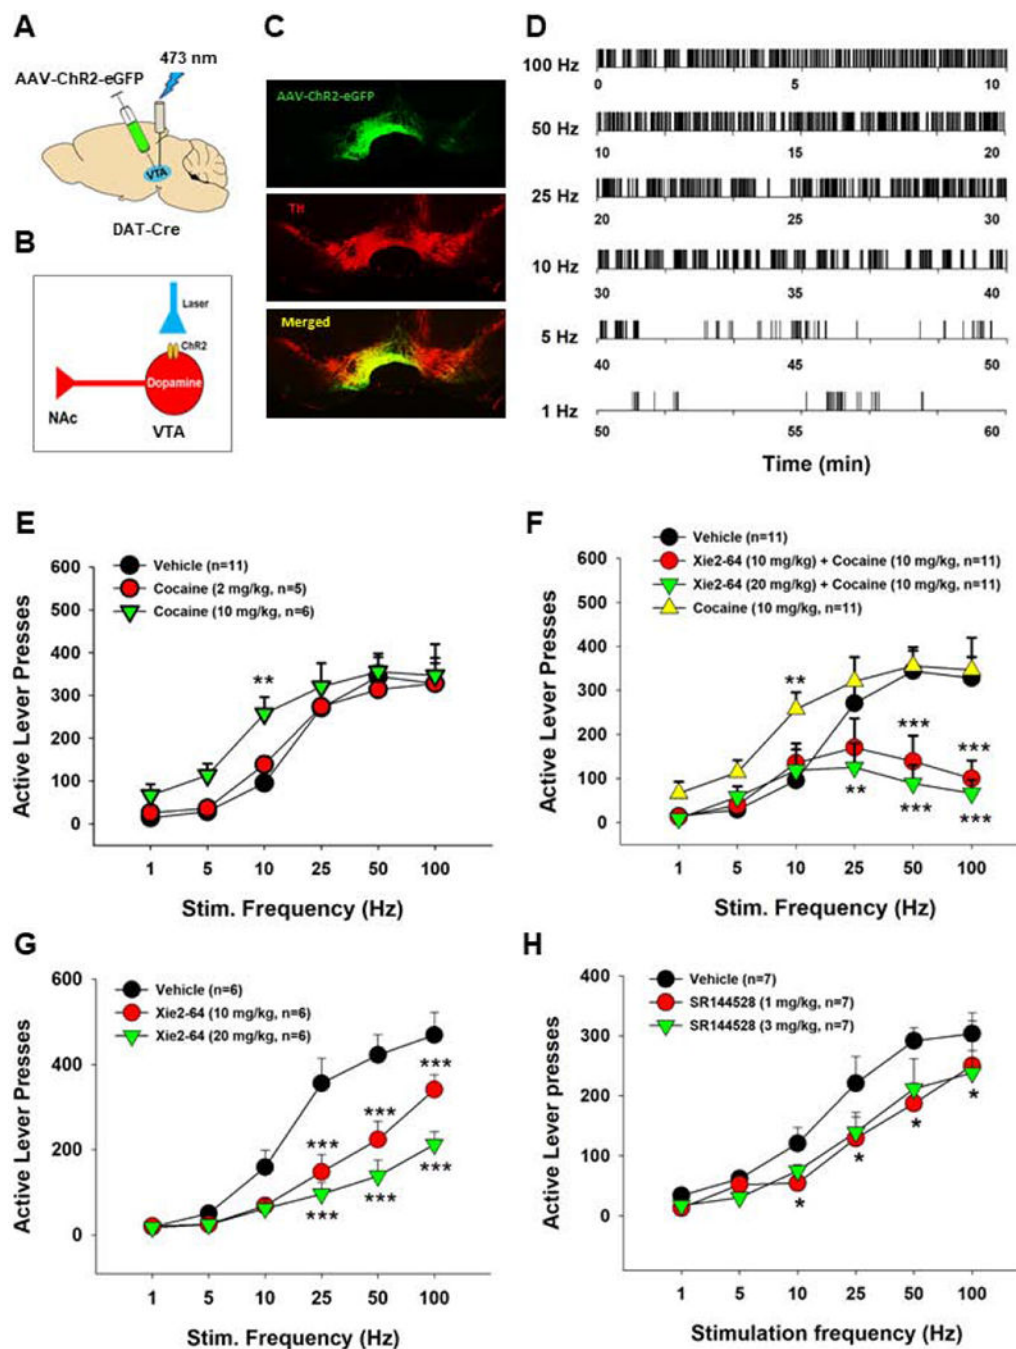 A
473 nm
AAV-ChR2-eGFP
VTA
DAT-Cre
B
Laser
ChR2
Dopamine
NAc
VTA
C
AAV-ChR2-eGFP
TH
Merged
D
100 Hz
0 5 10
50 Hz
10 15 20
25 Hz
20 25 30
10 Hz
30 35 40
5 Hz
40 45 50
1 Hz
50 55 60
Time (min)
E
Vehicle (n=11)
Cocaine (2 mg/kg, n=5)
Cocaine (10 mg/kg, n=6)
Active Lever Presses
600
500
400
300
200
100
0
**
1 5 10 25 50 100
Stim. Frequency (Hz)
F
Vehicle (n=11)
Xie2-64 (10 mg/kg) + Cocaine (10 mg/kg, n=11)
Xie2-64 (20 mg/kg) + Cocaine (10 mg/kg, n=11)
Cocaine (10 mg/kg, n=11)
Active Lever Presses
600
500
400
300
200
100
0
**
***
***
**
***
***
1 5 10 25 50 100
Stim. Frequency (Hz)
G
Vehicle (n=6)
Xie2-64 (10 mg/kg, n=6)
Xie2-64 (20 mg/kg, n=6)
Active Lever Presses
600
400
200
0
***
***
***
***
***
***
1 5 10 25 50 100
Stim. Frequency (Hz)
H
Vehicle (n=7)
SR144528 (1 mg/kg, n=7)
SR144528 (3 mg/kg, n=7)
Active Lever presses
400
300
200
100
0
*
*
*
*
1 5 10 25 50 100
Stimulation frequency (Hz)